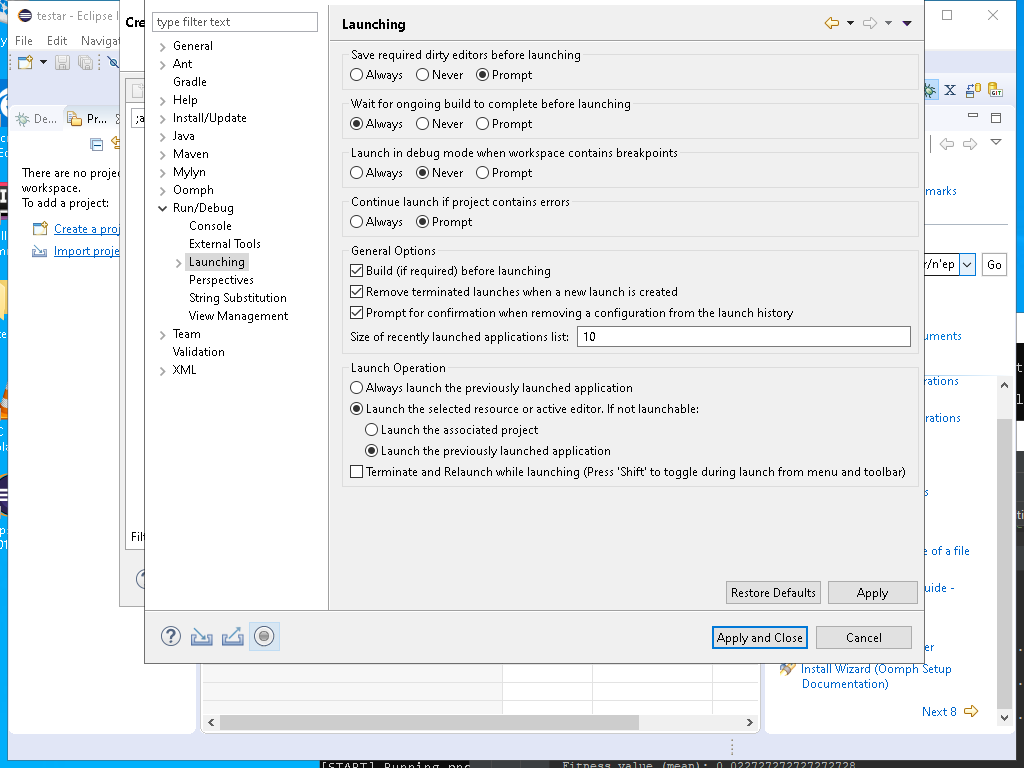 testar - Eclipse
Cre
File Edit Navigat
De...
Pr...
There are no proje
workspace.
To add a project:
Create a proj
Import proje
type filter text
General
Ant
Gradle
Help
Install/Update
Java
Maven
Mylyn
Oomph
Run/Debug
Console
External Tools
Launching
Perspectives
String Substitution
View Management
Team
Validation
XML
Launching
Save required dirty editors before launching
Always Never Prompt
Wait for ongoing build to complete before launching
Always Never Prompt
Launch in debug mode when workspace contains breakpoints
Always Never Prompt
Continue launch if project contains errors
Always Prompt
General Options
Build (if required) before launching
Remove terminated launches when a new launch is created
Prompt for confirmation when removing a configuration from the launch history
Size of recently launched applications list: 10
Launch Operation
Always launch the previously launched application
Launch the selected resource or active editor. If not launchable:
Launch the associated project
Launch the previously launched application
Terminate and Relaunch while launching (Press 'Shift' to toggle during launch from menu and toolbar)
Restore Defaults Apply
Apply and Close Cancel
;a
Filt
GIT
marks
r/n'ep Go
uments
rations
rations
s
e of a file
uide -
er
Install Wizard (Oomph Setup
Documentation)
Next 8
[START] Running
Fitness value (mean): 0.022727272727272728